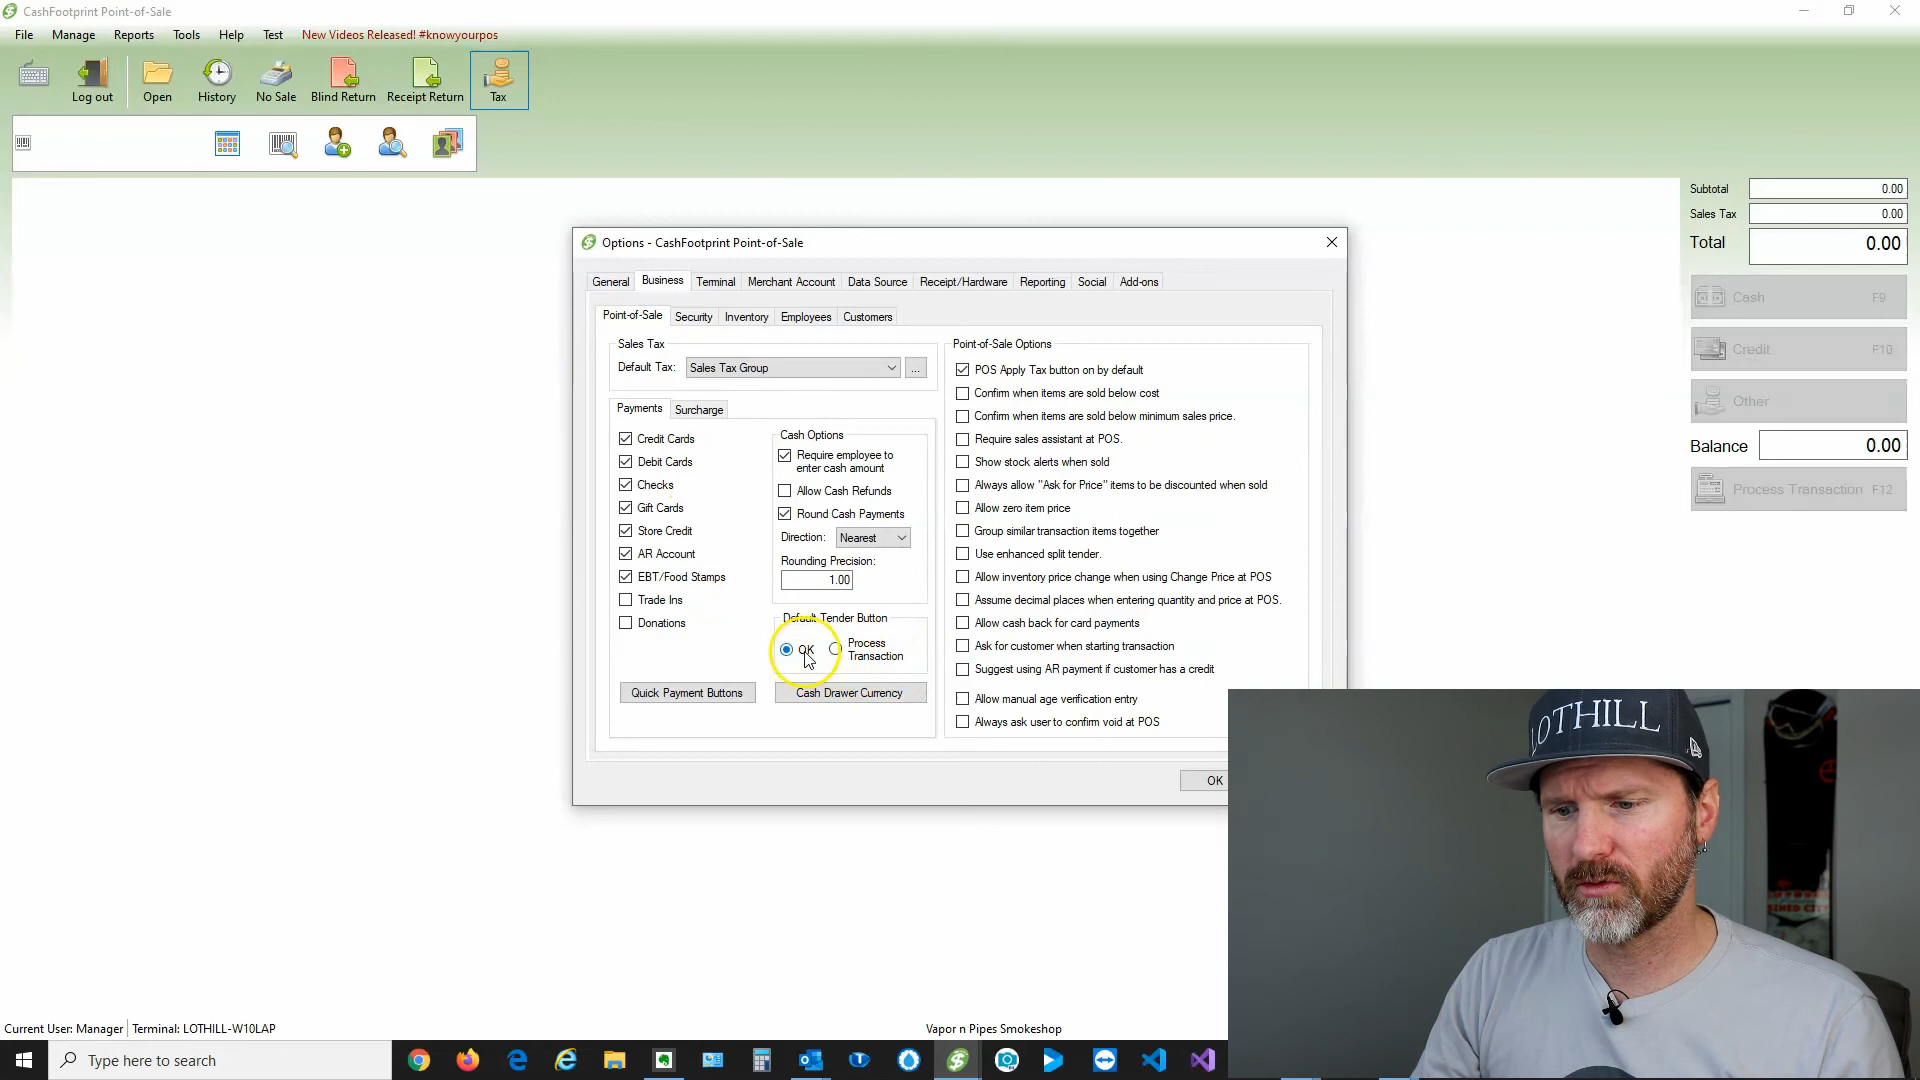 CashFootprint Point-of-Sale
File Manage Reports Tools Help Test New Videos Released! #knowyourpos
Log out Open History No Sale Blind Return Receipt Return Tax
Subtotal 0.00
Sales Tax 0.00
Total 0.00
Cash F9
Credit F10
Other
Balance 0.00
Process Transaction F12
Options - CashFootprint Point-of-Sale
General Business Terminal Merchant Account Data Source Receipt/Hardware Reporting Social Add-ons
Point-of-Sale Security Inventory Employees Customers
Sales Tax
Default Tax: Sales Tax Group ...
Payments Surcharge
Credit Cards
Debit Cards
Checks
Gift Cards
Store Credit
AR Account
EBT/Food Stamps
Trade Ins
Donations
Quick Payment Buttons
Cash Options
Require employee to
enter cash amount
Allow Cash Refunds
Round Cash Payments
Direction: Nearest
Rounding Precision:
1.00
Default Tender Button
OK Process
Transaction
Cash Drawer Currency
Point-of-Sale Options
POS Apply Tax button on by default
Confirm when items are sold below cost
Confirm when items are sold below minimum sales price.
Require sales assistant at POS.
Show stock alerts when sold
Always allow "Ask for Price" items to be discounted when sold
Allow zero item price
Group similar transaction items together
Use enhanced split tender.
Allow inventory price change when using Change Price at POS
Assume decimal places when entering quantity and price at POS.
Allow cash back for card payments
Ask for customer when starting transaction
Suggest using AR payment if customer has a credit
Allow manual age verification entry
Always ask user to confirm void at POS
OK
LOTHILL
Current User: Manager Terminal: LOTHILL-W10LAP Vapor n Pipes Smokeshop
Type here to search